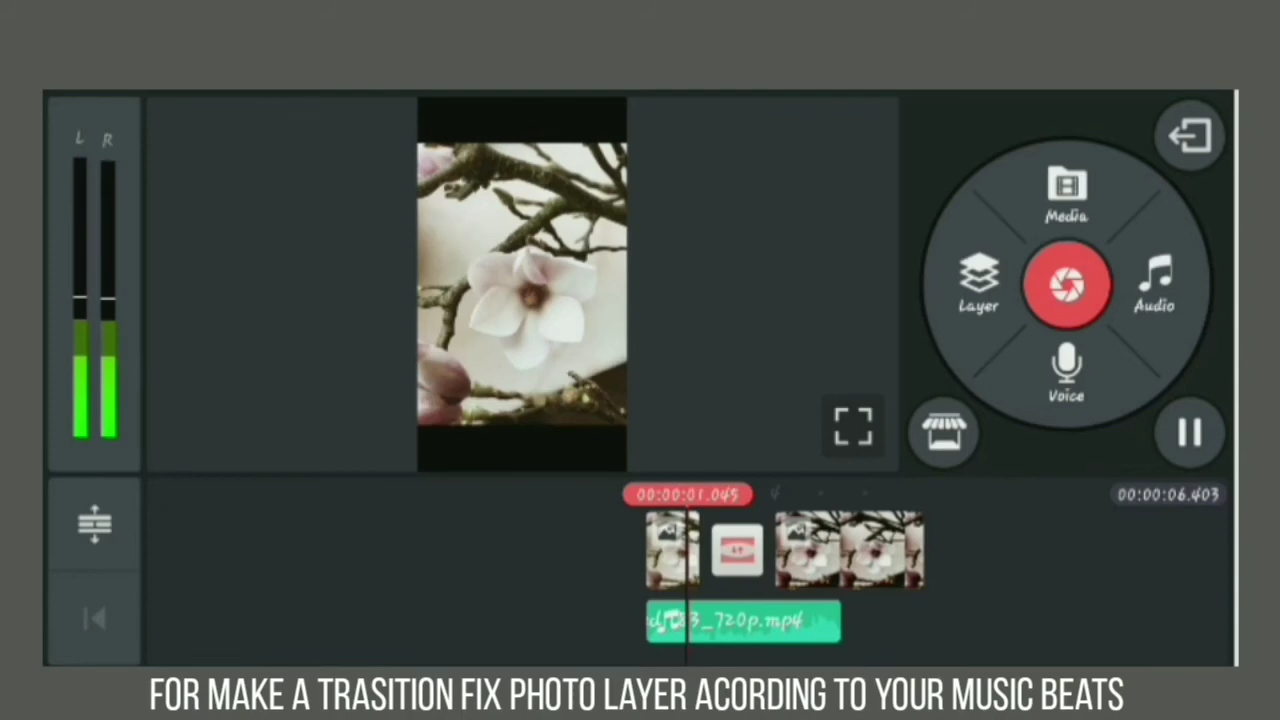 L R
Media
Layer
Audio
Voice
00:00:01.045
00:00:06.403
83_720p.mp4
FOR MAKE A TRASITION FIX PHOTO LAYER ACORDING TO YOUR MUSIC BEATS